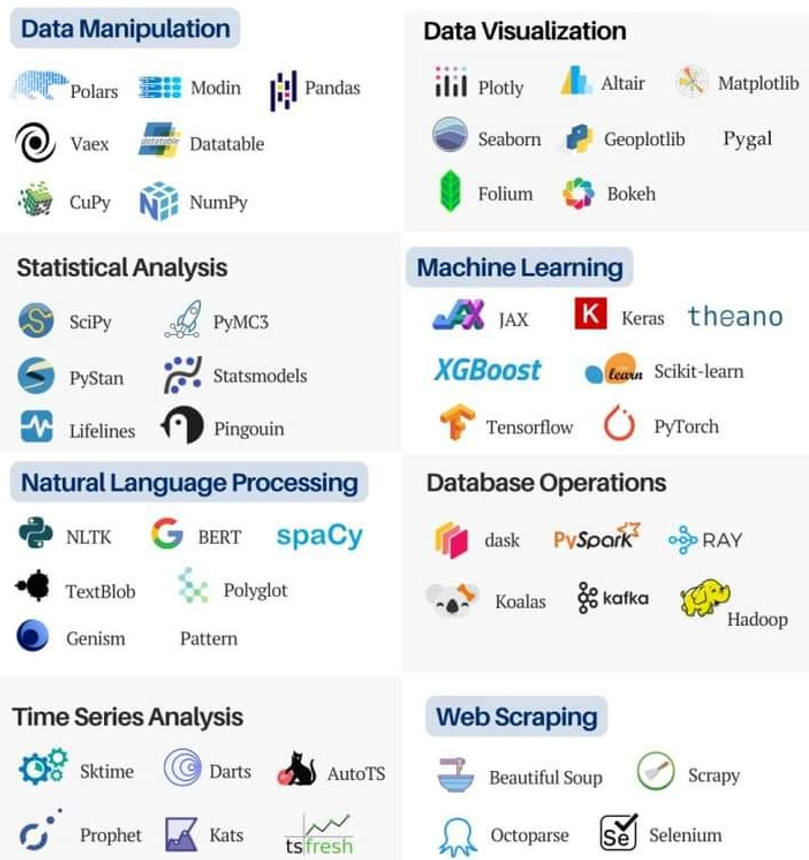 Data Manipulation
Polars
Modin
Pandas
Vaex
datatable
Datatable
CuPy
NumPy
Data Visualization
Plotly
Altair
Matplotlib
Seaborn
Geoplotlib
Pygal
Folium
Bokeh
Statistical Analysis
SciPy
PyMC3
PyStan
Statsmodels
Lifelines
Pingouin
Machine Learning
JAX
JAX
K
Keras
theano
XGBoost
learn
Scikit-learn
Tensorflow
PyTorch
Natural Language Processing
NLTK
BERT
spaCy
TextBlob
Polyglot
Genism
Pattern
Database Operations
dask
PySpark
RAY
Koalas
kafka
Hadoop
Time Series Analysis
Sktime
Darts
AutoTS
Prophet
Kats
tsfresh
Web Scraping
Beautiful Soup
Scrapy
Octoparse
Se
Selenium